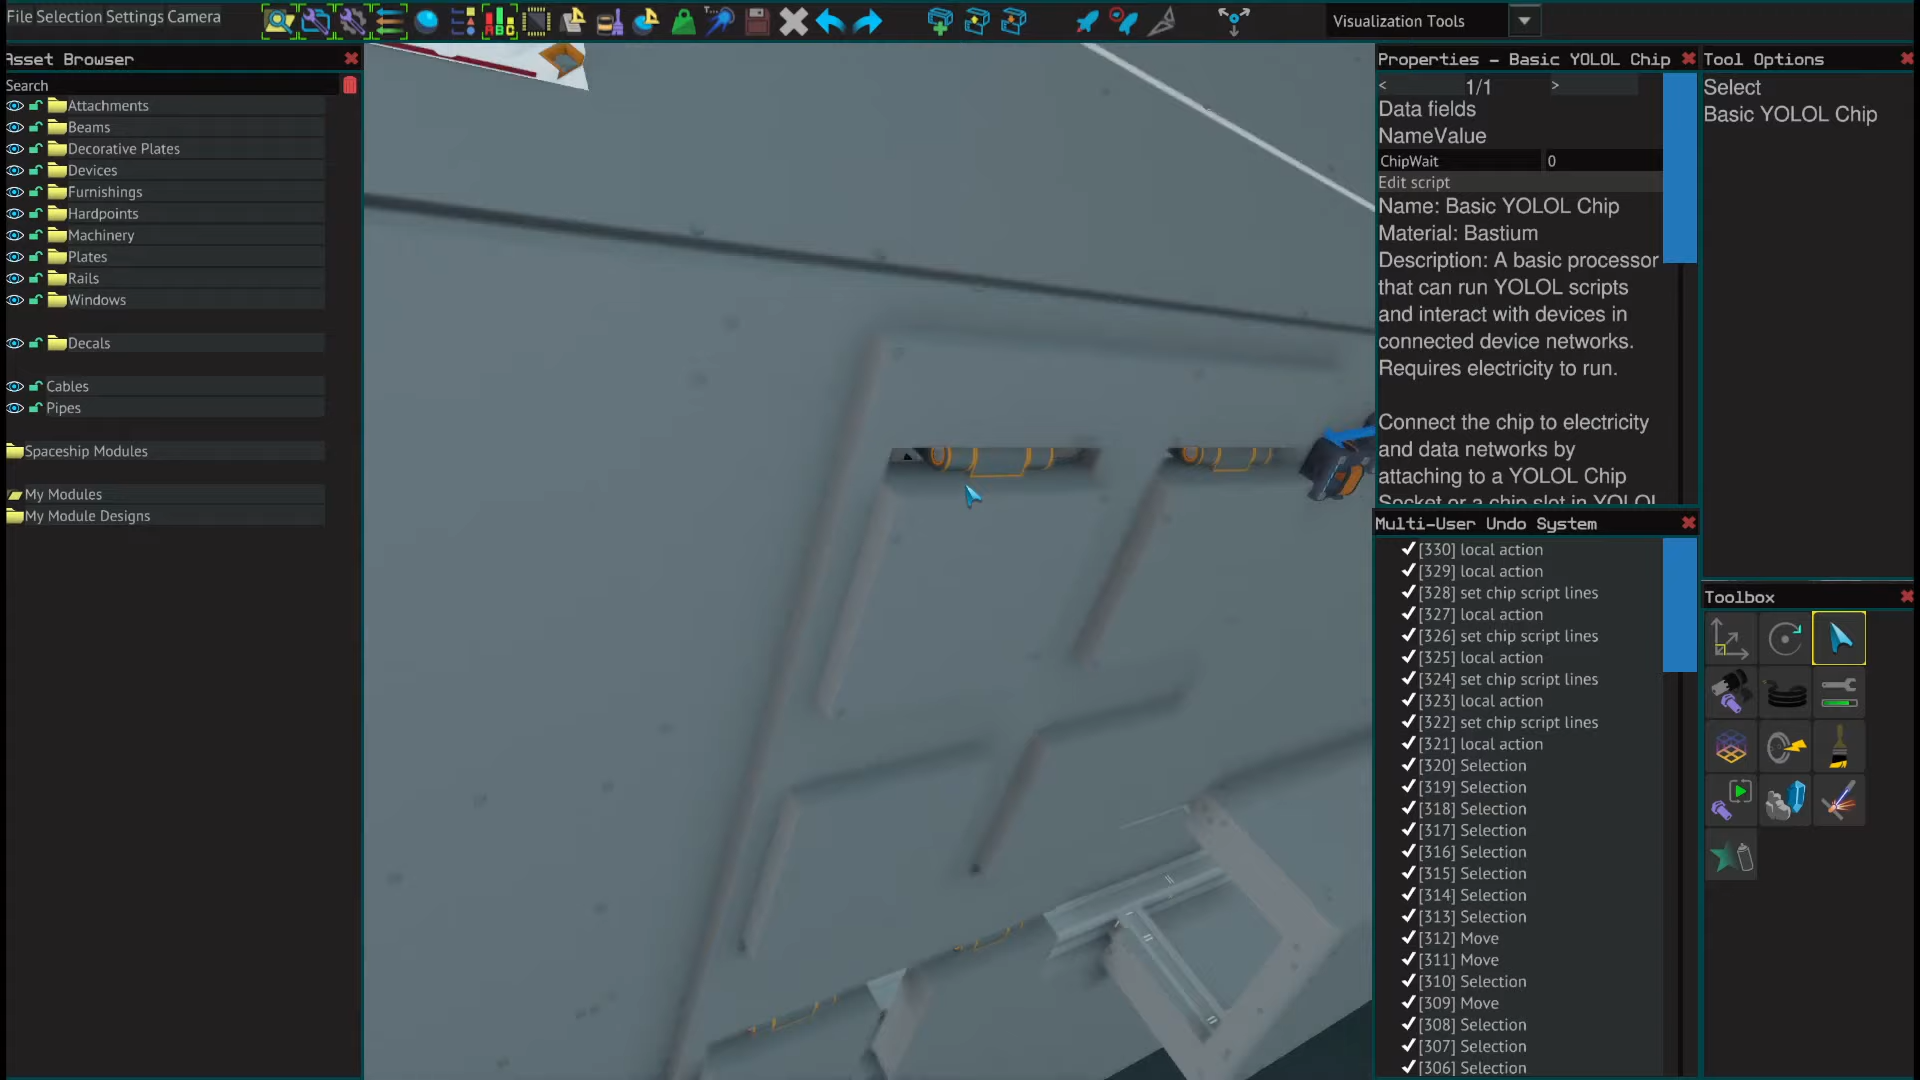 File Selection Settings Camera
Visualization Tools
Asset Browser
Search
Attachments
Beams
Decorative Plates
Devices
Furnishings
Hardpoints
Machinery
Plates
Rails
Windows
Decals
Cables
Pipes
Spaceship Modules
My Modules
My Module Designs
Properties - Basic YOLOL Chip
< 1/1 >
Data fields
NameValue
ChipWait 0
Edit script
Name: Basic YOLOL Chip
Material: Bastium
Description: A basic processor
that can run YOLOL scripts
and interact with devices in
connected device networks.
Requires electricity to run.
Connect the chip to electricity
and data networks by
attaching to a YOLOL Chip
Socket or a chip slot in YOLOL
Multi-User Undo System
[330] local action
[329] local action
[328] set chip script lines
[327] local action
[326] set chip script lines
[325] local action
[324] set chip script lines
[323] local action
[322] set chip script lines
[321] local action
[320] Selection
[319] Selection
[318] Selection
[317] Selection
[316] Selection
[315] Selection
[314] Selection
[313] Selection
[312] Move
[311] Move
[310] Selection
[309] Move
[308] Selection
[307] Selection
[306] Selection
Tool Options
Select
Basic YOLOL Chip
Toolbox